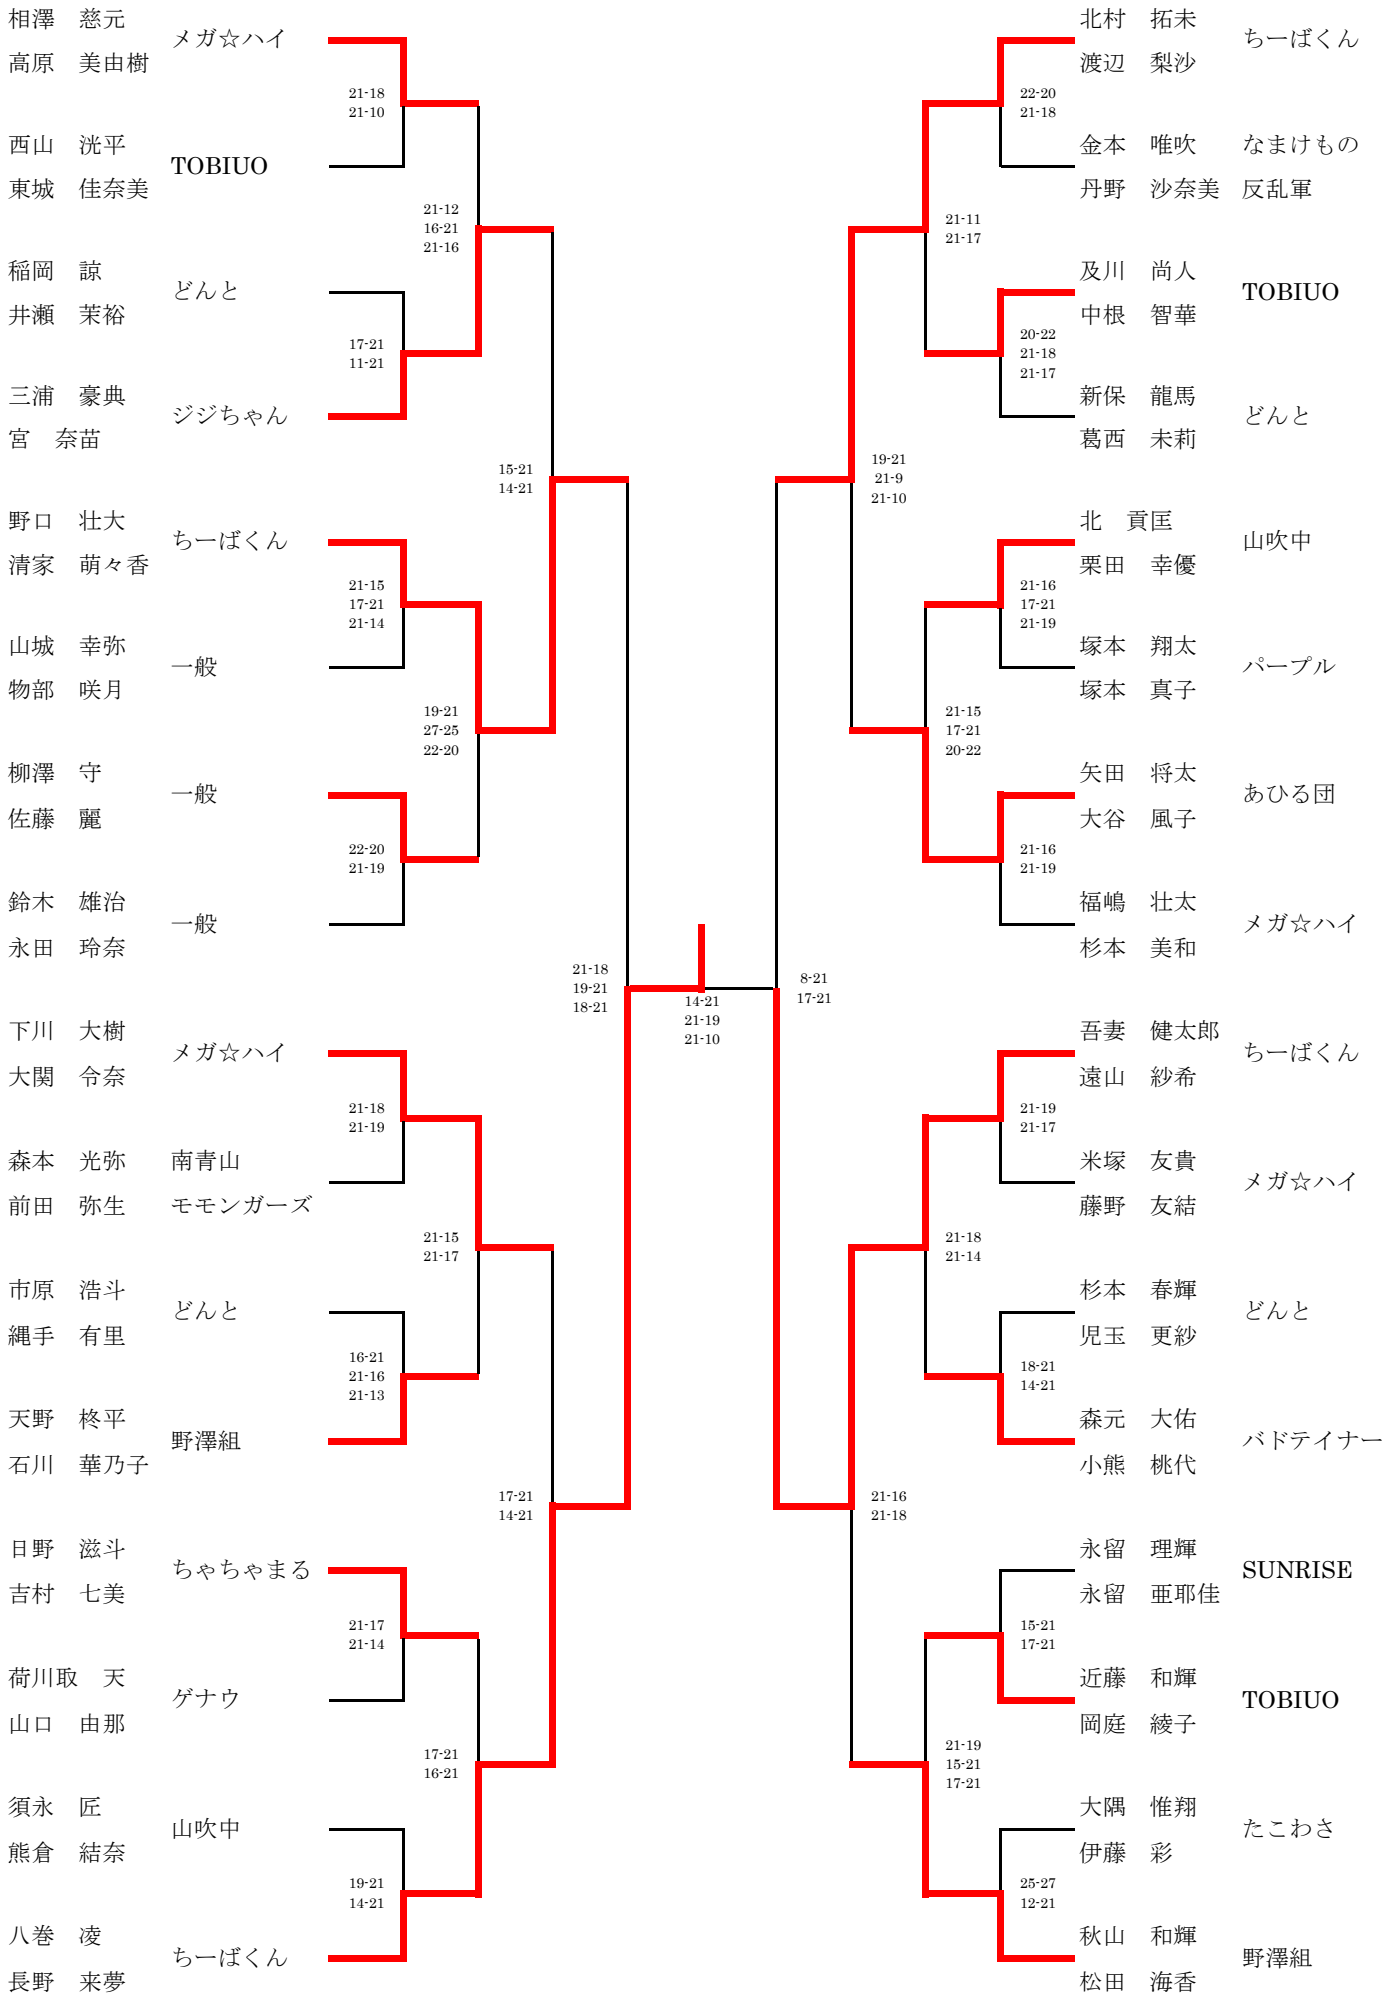 相澤　慈元
メガ☆ハイ
高原　美由樹
21-18
21-10
西山　洸平
TOBIUO
東城　佳奈美
21-12
16-21
21-16
稲岡　諒
どんと
井瀬　茉裕
17-21
11-21
三浦　豪典
ジジちゃん
宮　奈苗
15-21
14-21
野口　壮大
ちーばくん
清家　萌々香
21-15
17-21
21-14
山城　幸弥
一般
物部　咲月
19-21
27-25
22-20
柳澤　守
一般
佐藤　麗
22-20
21-19
鈴木　雄治
一般
永田　玲奈
21-18
19-21
18-21
下川　大樹
メガ☆ハイ
大関　令奈
21-18
21-19
森本　光弥　南青山
前田　弥生　モモンガーズ
21-15
21-17
市原　浩斗
どんと
縄手　有里
16-21
21-16
21-13
天野　柊平
野澤組
石川　華乃子
17-21
14-21
日野　滋斗
ちゃちゃまる
吉村　七美
21-17
21-14
荷川取　天
ゲナウ
山口　由那
17-21
16-21
須永　匠
山吹中
熊倉　結奈
19-21
14-21
八巻　凌
ちーばくん
長野　来夢
14-21
21-19
21-10
北村　拓未
ちーばくん
渡辺　梨沙
22-20
21-18
金本　唯吹　なまけもの
丹野　沙奈美　反乱軍
21-11
21-17
及川　尚人
TOBIUO
中根　智華
20-22
21-18
21-17
新保　龍馬
どんと
葛西　未莉
19-21
21-9
21-10
北　貢匡
山吹中
栗田　幸優
21-16
17-21
21-19
塚本　翔太
パープル
塚本　真子
21-15
17-21
20-22
矢田　将太
あひる団
大谷　風子
21-16
21-19
福嶋　壮太
メガ☆ハイ
杉本　美和
8-21
17-21
吾妻　健太郎
ちーばくん
遠山　紗希
21-19
21-17
米塚　友貴
メガ☆ハイ
藤野　友結
21-18
21-14
杉本　春輝
どんと
児玉　更紗
18-21
14-21
森元　大佑
バドテイナー
小熊　桃代
21-16
21-18
永留　理輝
SUNRISE
永留　亜耶佳
15-21
17-21
近藤　和輝
TOBIUO
岡庭　綾子
21-19
15-21
17-21
大隅　惟翔
たこわさ
伊藤　彩
25-27
12-21
秋山　和輝
野澤組
松田　海香